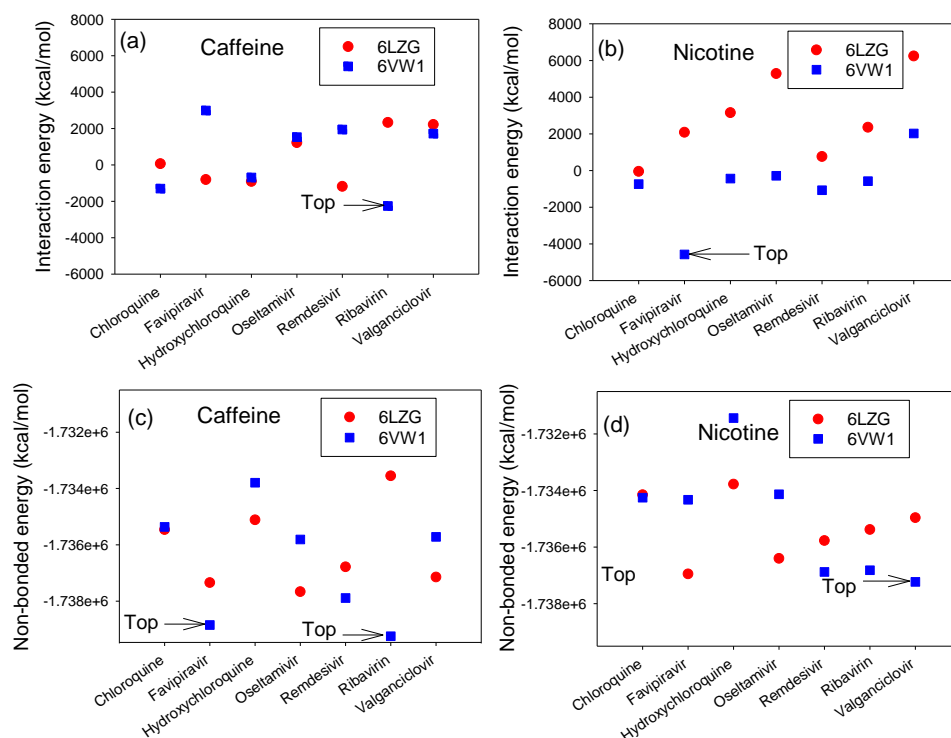 (a)
Caffeine
6LZG
6VW1
Interaction energy (kcal/mol)
8000
6000
4000
2000
0
-2000
-4000
-6000
Top
Chloroquine
Favipiravir
Hydroxychloroquine
Oseltamivir
Remdesivir
Ribavirin
Valganciclovir
(b)
Nicotine
6LZG
6VW1
Interaction energy (kcal/mol)
8000
6000
4000
2000
0
-2000
-4000
-6000
Top
Chloroquine
Favipiravir
Hydroxychloroquine
Oseltamivir
Remdesivir
Ribavirin
Valganciclovir
(c)
Caffeine
6LZG
6VW1
Non-bonded energy (kcal/mol)
-1.732e+6
-1.734e+6
-1.736e+6
-1.738e+6
Top
Top
Chloroquine
Favipiravir
Hydroxychloroquine
Oseltamivir
Remdesivir
Ribavirin
Valganciclovir
(d)
Nicotine
6LZG
6VW1
Non-bonded energy (kcal/mol)
-1.732e+6
-1.734e+6
-1.736e+6
-1.738e+6
Top
Top
Chloroquine
Favipiravir
Hydroxychloroquine
Oseltamivir
Remdesivir
Ribavirin
Valganciclovir